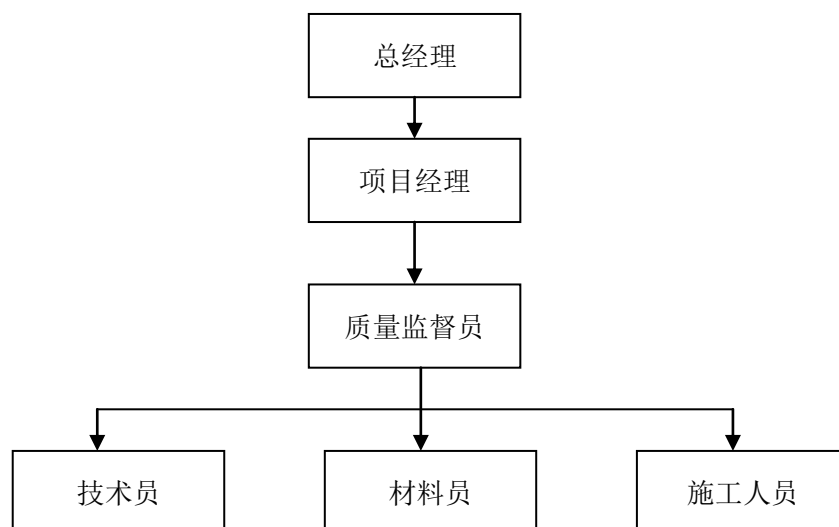 总经理
项目经理
质量监督员
技术员
材料员
施工人员